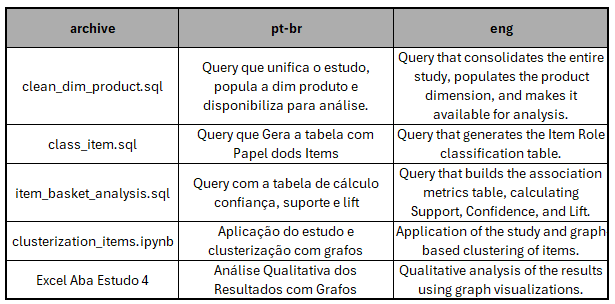 archive pt-br eng
clean_dim_product.sql
Query que unifica o estudo,
popula a dim produto e
disponibiliza para análise.
Query that consolidates the entire
study, populates the product
dimension, and makes it
available for analysis.
class_item.sql
Query que Gera a tabela com
Papel dods Items
Query that generates the Item Role
classification table.
item_basket_analysis.sql
Query com a tabela de cálculo
confiança, suporte e lift
Query that builds the association
metrics table, calculating
Support, Confidence, and Lift.
clusterization_items.ipynb
Aplicação do estudo e
clusterização com grafos
Application of the study and graph
based clustering of items.
Excel Aba Estudo 4
Análise Qualitativa dos
Resultados com Grafos
Qualitative analysis of the results
using graph visualizations.